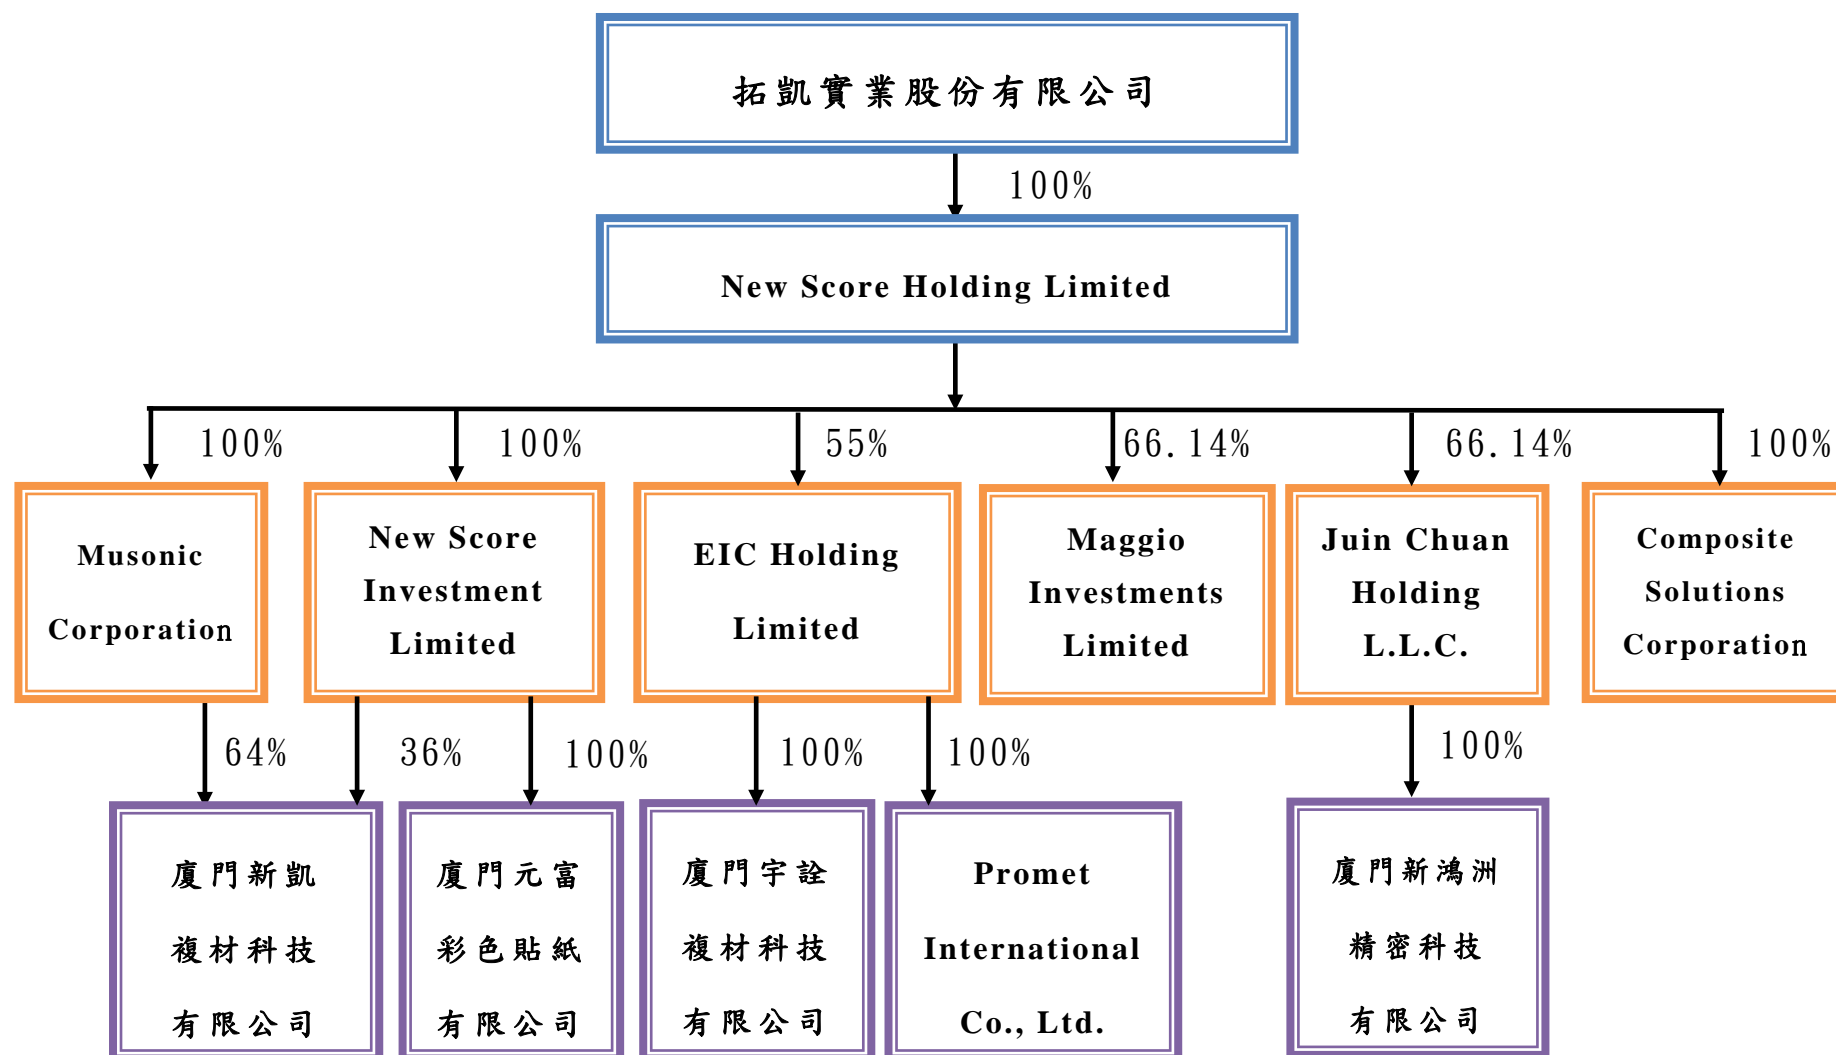 拓凱實業股份有限公司
100%
New Score Holding Limited
100%
100%
55%
66.14%
66.14%
100%
Musonic
Corporation
New Score
Investment
Limited
EIC Holding
Limited
Maggio
Investments
Limited
Juin Chuan
Holding
L.L.C.
Composite
Solutions
Corporation
64%
36%
100%
100%
100%
100%
廈門新凱
複材科技
有限公司
廈門元富
彩色貼紙
有限公司
廈門宇詮
複材科技
有限公司
Promet
International
Co., Ltd.
廈門新鴻洲
精密科技
有限公司